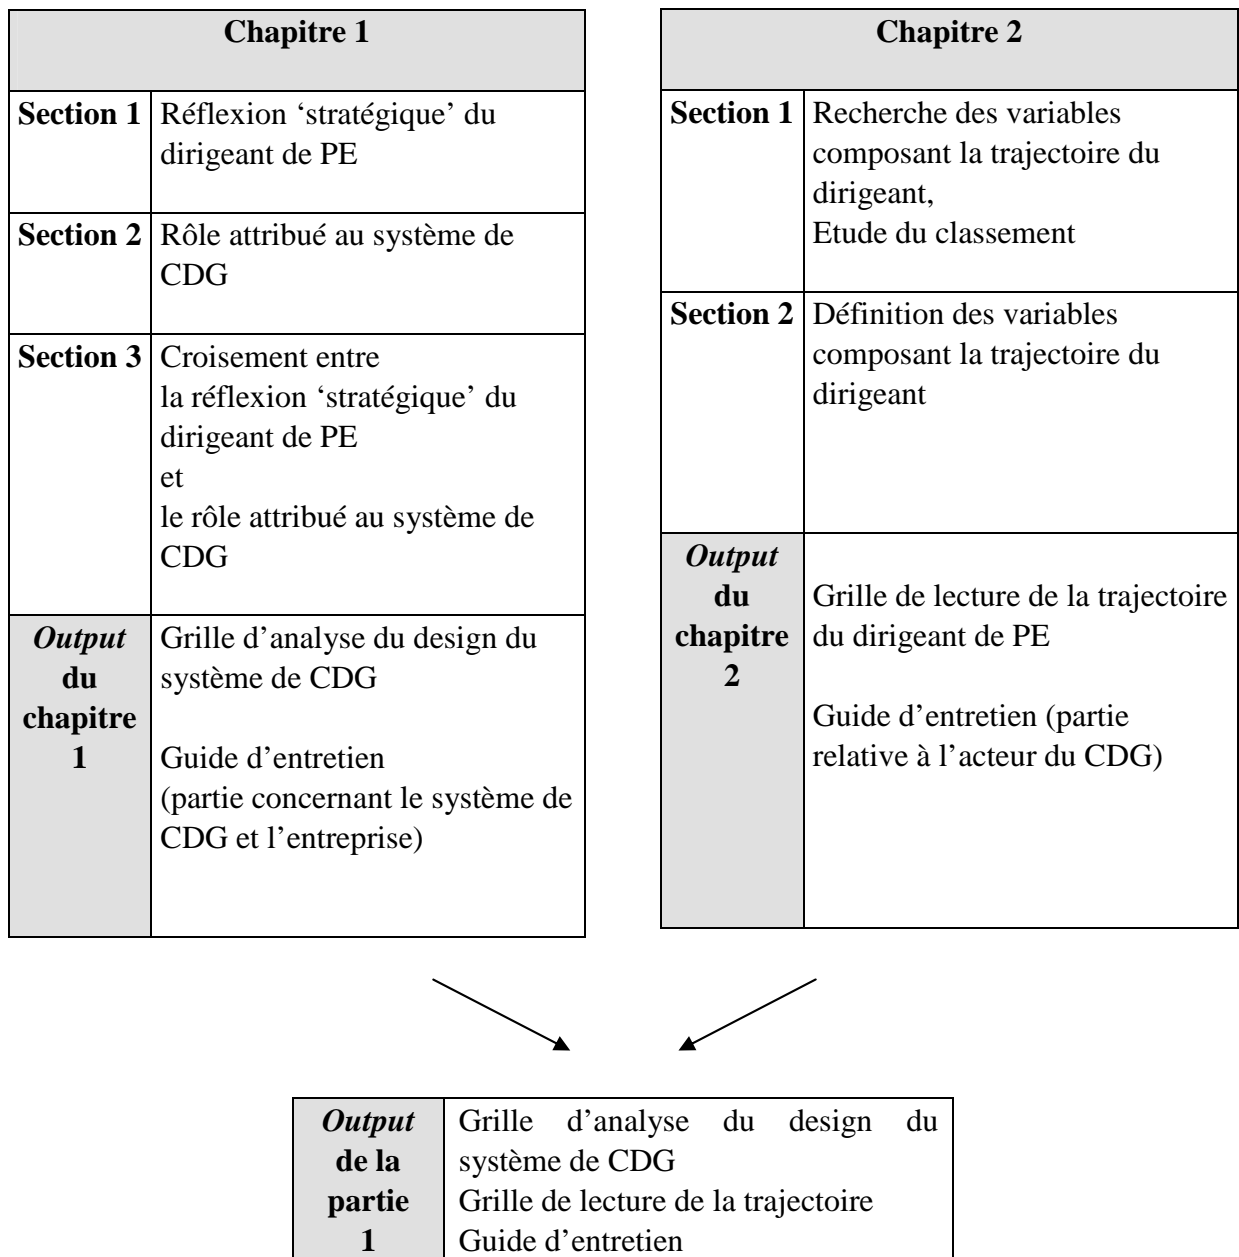 Chapitre 1
Section 1 Réflexion ‘stratégique’ du
dirigeant de PE
Section 2 Rôle attribué au système de
CDG
Section 3 Croisement entre
la réflexion ‘stratégique’ du
dirigeant de PE
et
le rôle attribué au système de
CDG
Output Grille d’analyse du design du
du système de CDG
chapitre
1 Guide d’entretien
(partie concernant le système de
CDG et l’entreprise)
Chapitre 2
Section 1 Recherche des variables
composant la trajectoire du
dirigeant,
Etude du classement
Section 2 Définition des variables
composant la trajectoire du
dirigeant
Output
du Grille de lecture de la trajectoire
chapitre du dirigeant de PE
2
Guide d’entretien (partie
relative à l’acteur du CDG)
Output Grille d’analyse du design du
de la système de CDG
partie Grille de lecture de la trajectoire
1 Guide d’entretien